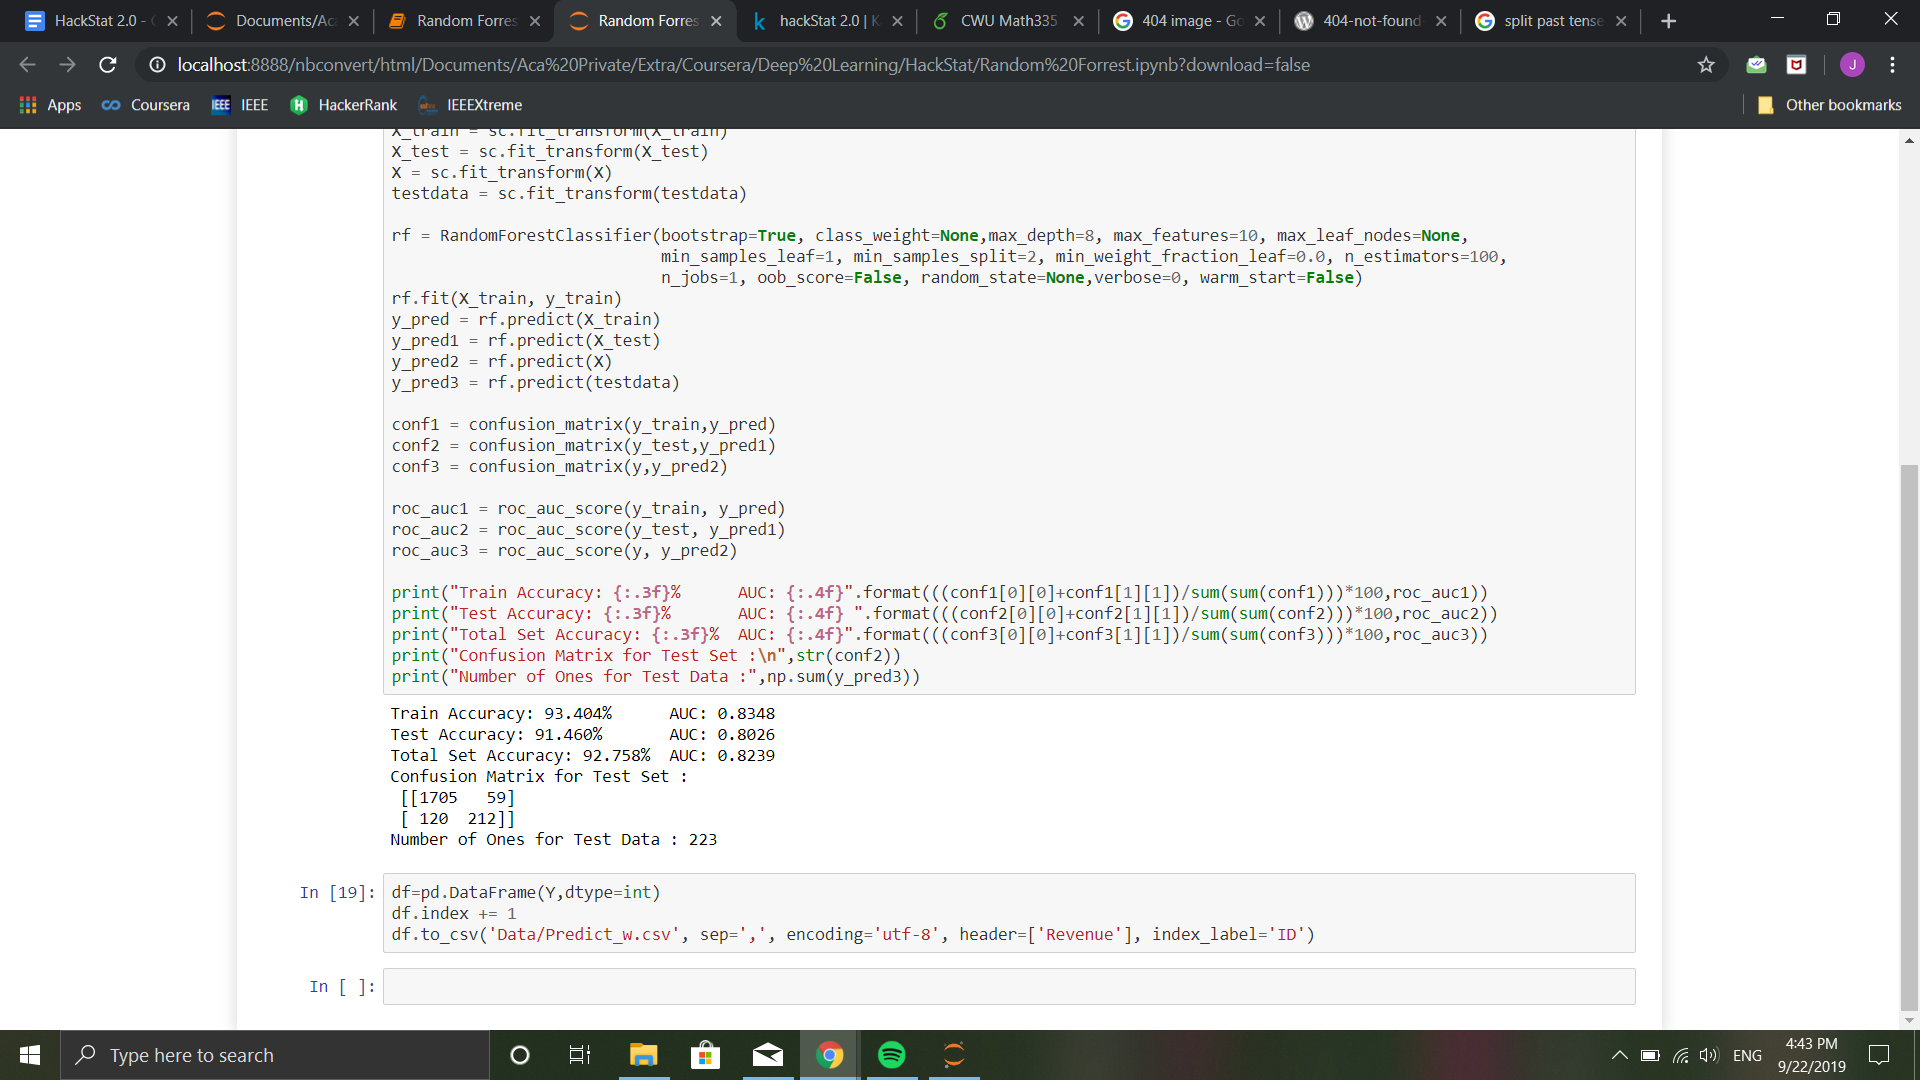 HackStat 2.0 -
Documents/Aca
Random Forres
Random Forres
hackStat 2.0 | K
CWU Math335
404 image - Go
404-not-found
split past tense
localhost:8888/nbconvert/html/Documents/Aca%20Private/Extra/Coursera/Deep%20Learning/HackStat/Random%20Forrest.ipynb?download=false
J
Apps
Coursera
IEEE IEEE
HackerRank
IEEEXtreme
Other bookmarks
X_train = sc.fit_transform(X_train)
X_test = sc.fit_transform(X_test)
X = sc.fit_transform(X)
testdata = sc.fit_transform(testdata)
rf = RandomForestClassifier(bootstrap=True, class_weight=None,max_depth=8, max_features=10, max_leaf_nodes=None,
min_samples_leaf=1, min_samples_split=2, min_weight_fraction_leaf=0.0, n_estimators=100,
n_jobs=1, oob_score=False, random_state=None,verbose=0, warm_start=False)
rf.fit(X_train, y_train)
y_pred = rf.predict(X_train)
y_pred1 = rf.predict(X_test)
y_pred2 = rf.predict(X)
y_pred3 = rf.predict(testdata)
conf1 = confusion_matrix(y_train,y_pred)
conf2 = confusion_matrix(y_test,y_pred1)
conf3 = confusion_matrix(y,y_pred2)
roc_auc1 = roc_auc_score(y_train, y_pred)
roc_auc2 = roc_auc_score(y_test, y_pred1)
roc_auc3 = roc_auc_score(y, y_pred2)
print("Train Accuracy: {:.3f}%      AUC: {:.4f}".format(((conf1[0][0]+conf1[1][1])/sum(sum(conf1)))*100,roc_auc1))
print("Test Accuracy: {:.3f}%       AUC: {:.4f} ".format(((conf2[0][0]+conf2[1][1])/sum(sum(conf2)))*100,roc_auc2))
print("Total Set Accuracy: {:.3f}%  AUC: {:.4f}".format(((conf3[0][0]+conf3[1][1])/sum(sum(conf3)))*100,roc_auc3))
print("Confusion Matrix for Test Set :\n",str(conf2))
print("Number of Ones for Test Data :",np.sum(y_pred3))
Train Accuracy: 93.404%      AUC: 0.8348
Test Accuracy: 91.460%       AUC: 0.8026
Total Set Accuracy: 92.758%  AUC: 0.8239
Confusion Matrix for Test Set :
[[1705   59]
[ 120  212]]
Number of Ones for Test Data : 223
In [19]: df=pd.DataFrame(Y,dtype=int)
df.index += 1
df.to_csv('Data/Predict_w.csv', sep=',', encoding='utf-8', header=['Revenue'], index_label='ID')
In [ ]:
Type here to search
ENG
4:43 PM
9/22/2019